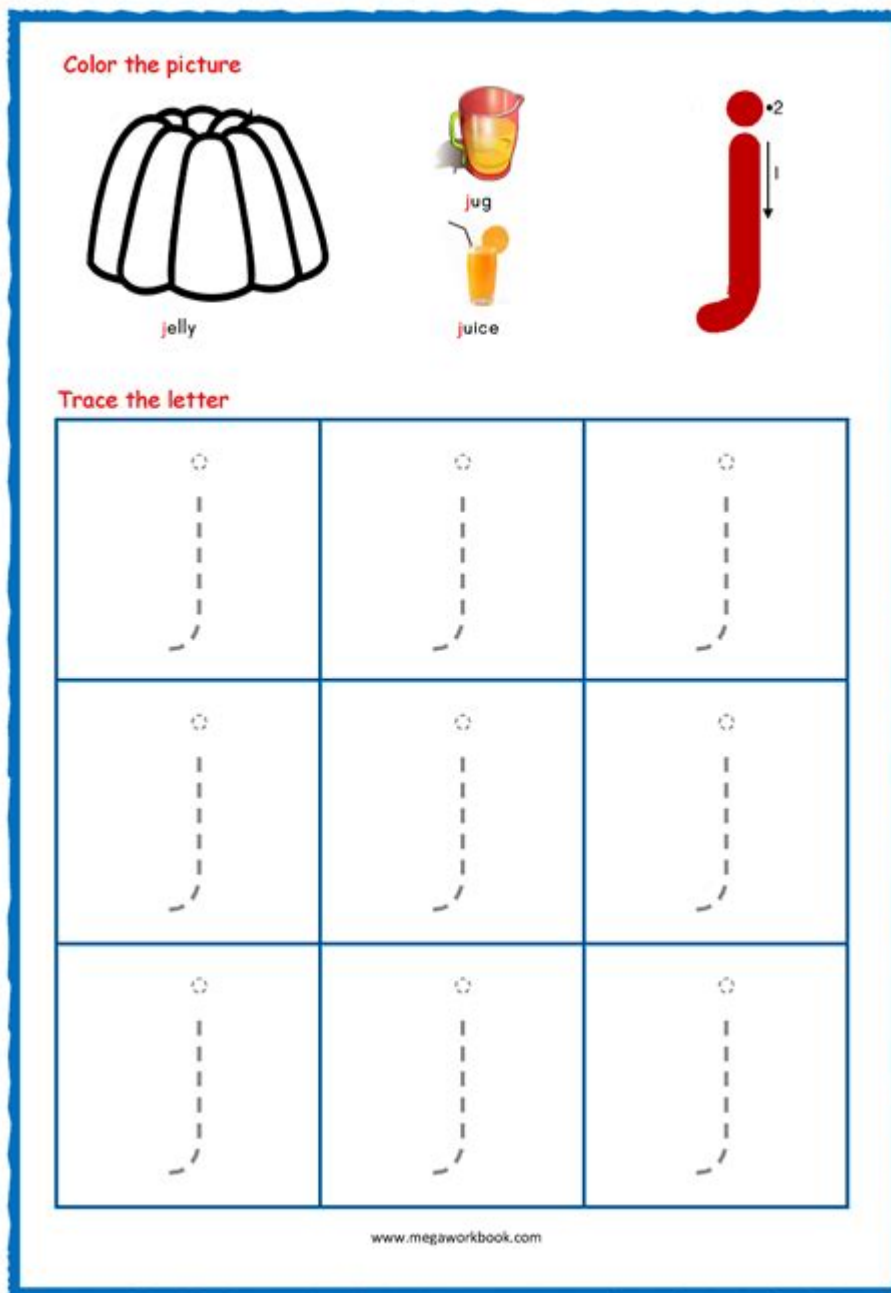 Color the picture
jug
jelly
juice
j
•2
1
Trace the letter
j j j
j j j
j j j
www.megaworkbook.com